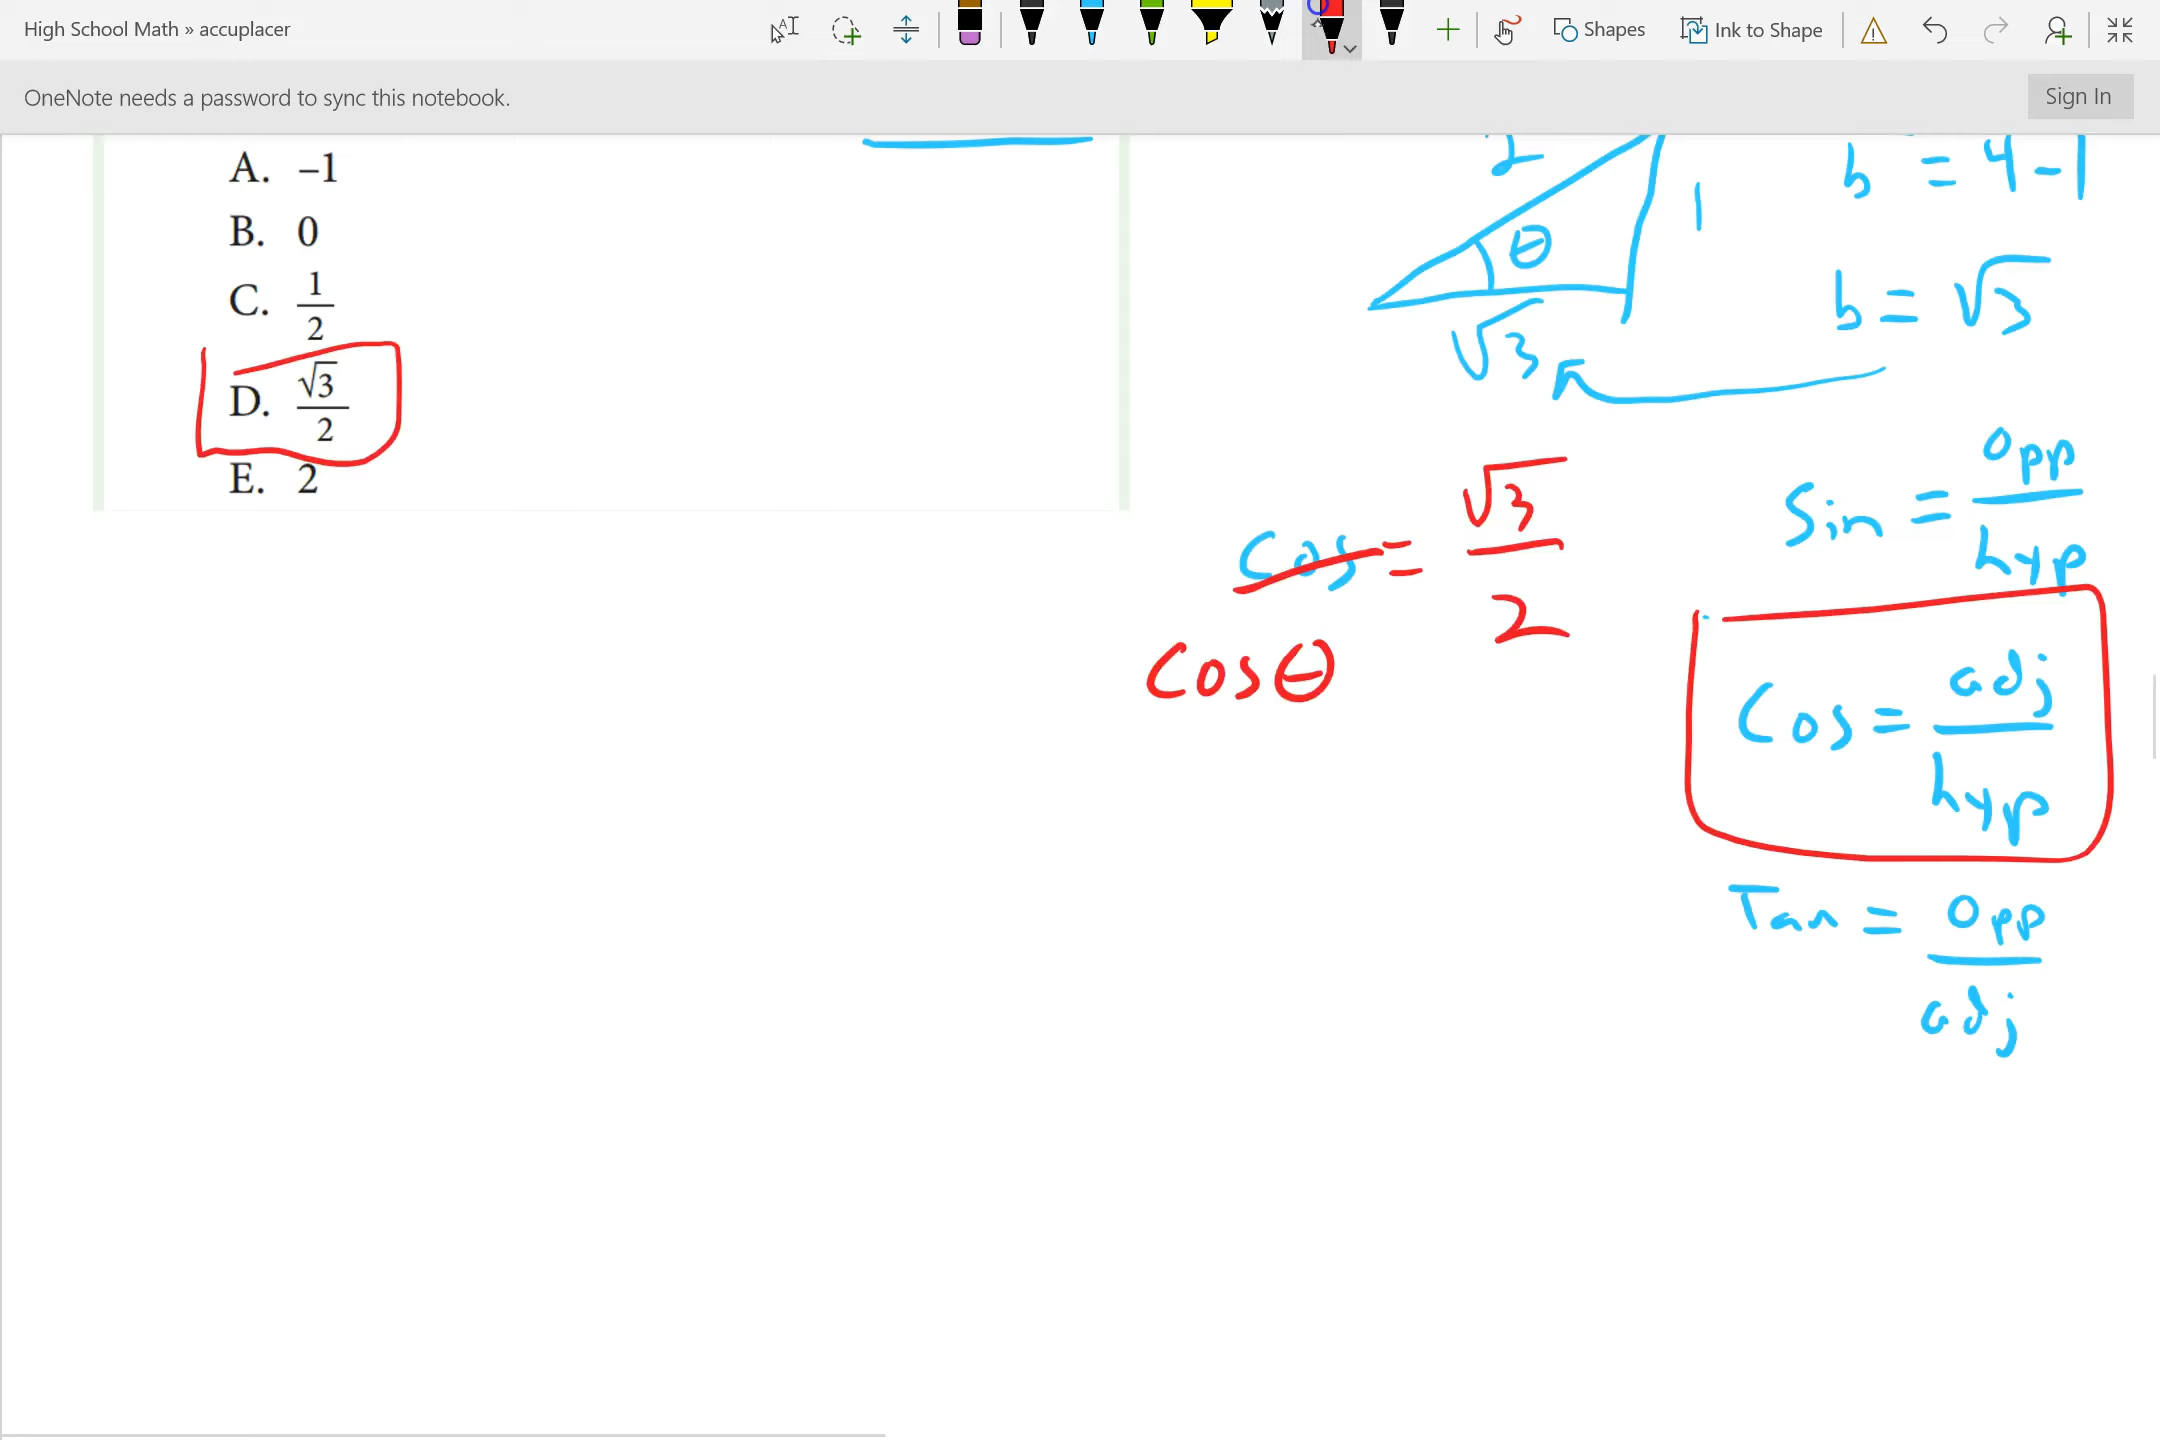 High School Math » accuplacer
Shapes
Ink to Shape
OneNote needs a password to sync this notebook.
Sign In
A. −1
B. 0
C. 1/2
D. √3/2
E. 2
2
1
θ
√3
b = 4-1
b = √3
Cos = √3/2
Cosθ
Sin = opp/hyp
Cos = adj/hyp
Tan = opp/adj